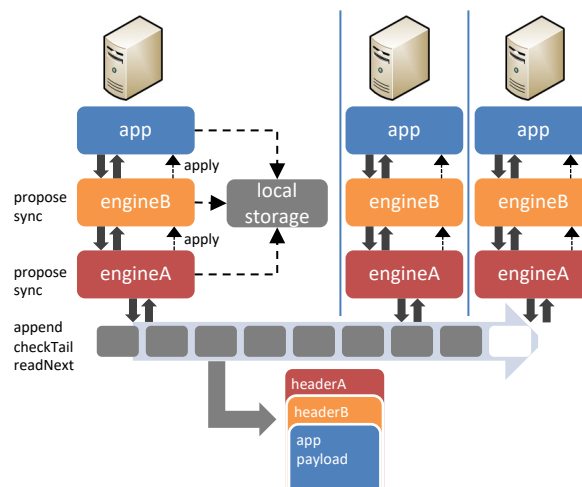 app
app
app
apply
propose
sync
engineB
local
storage
engineB
engineB
apply
propose
sync
engineA
engineA
engineA
append
checkTail
readNext
headerA
headerB
app
payload